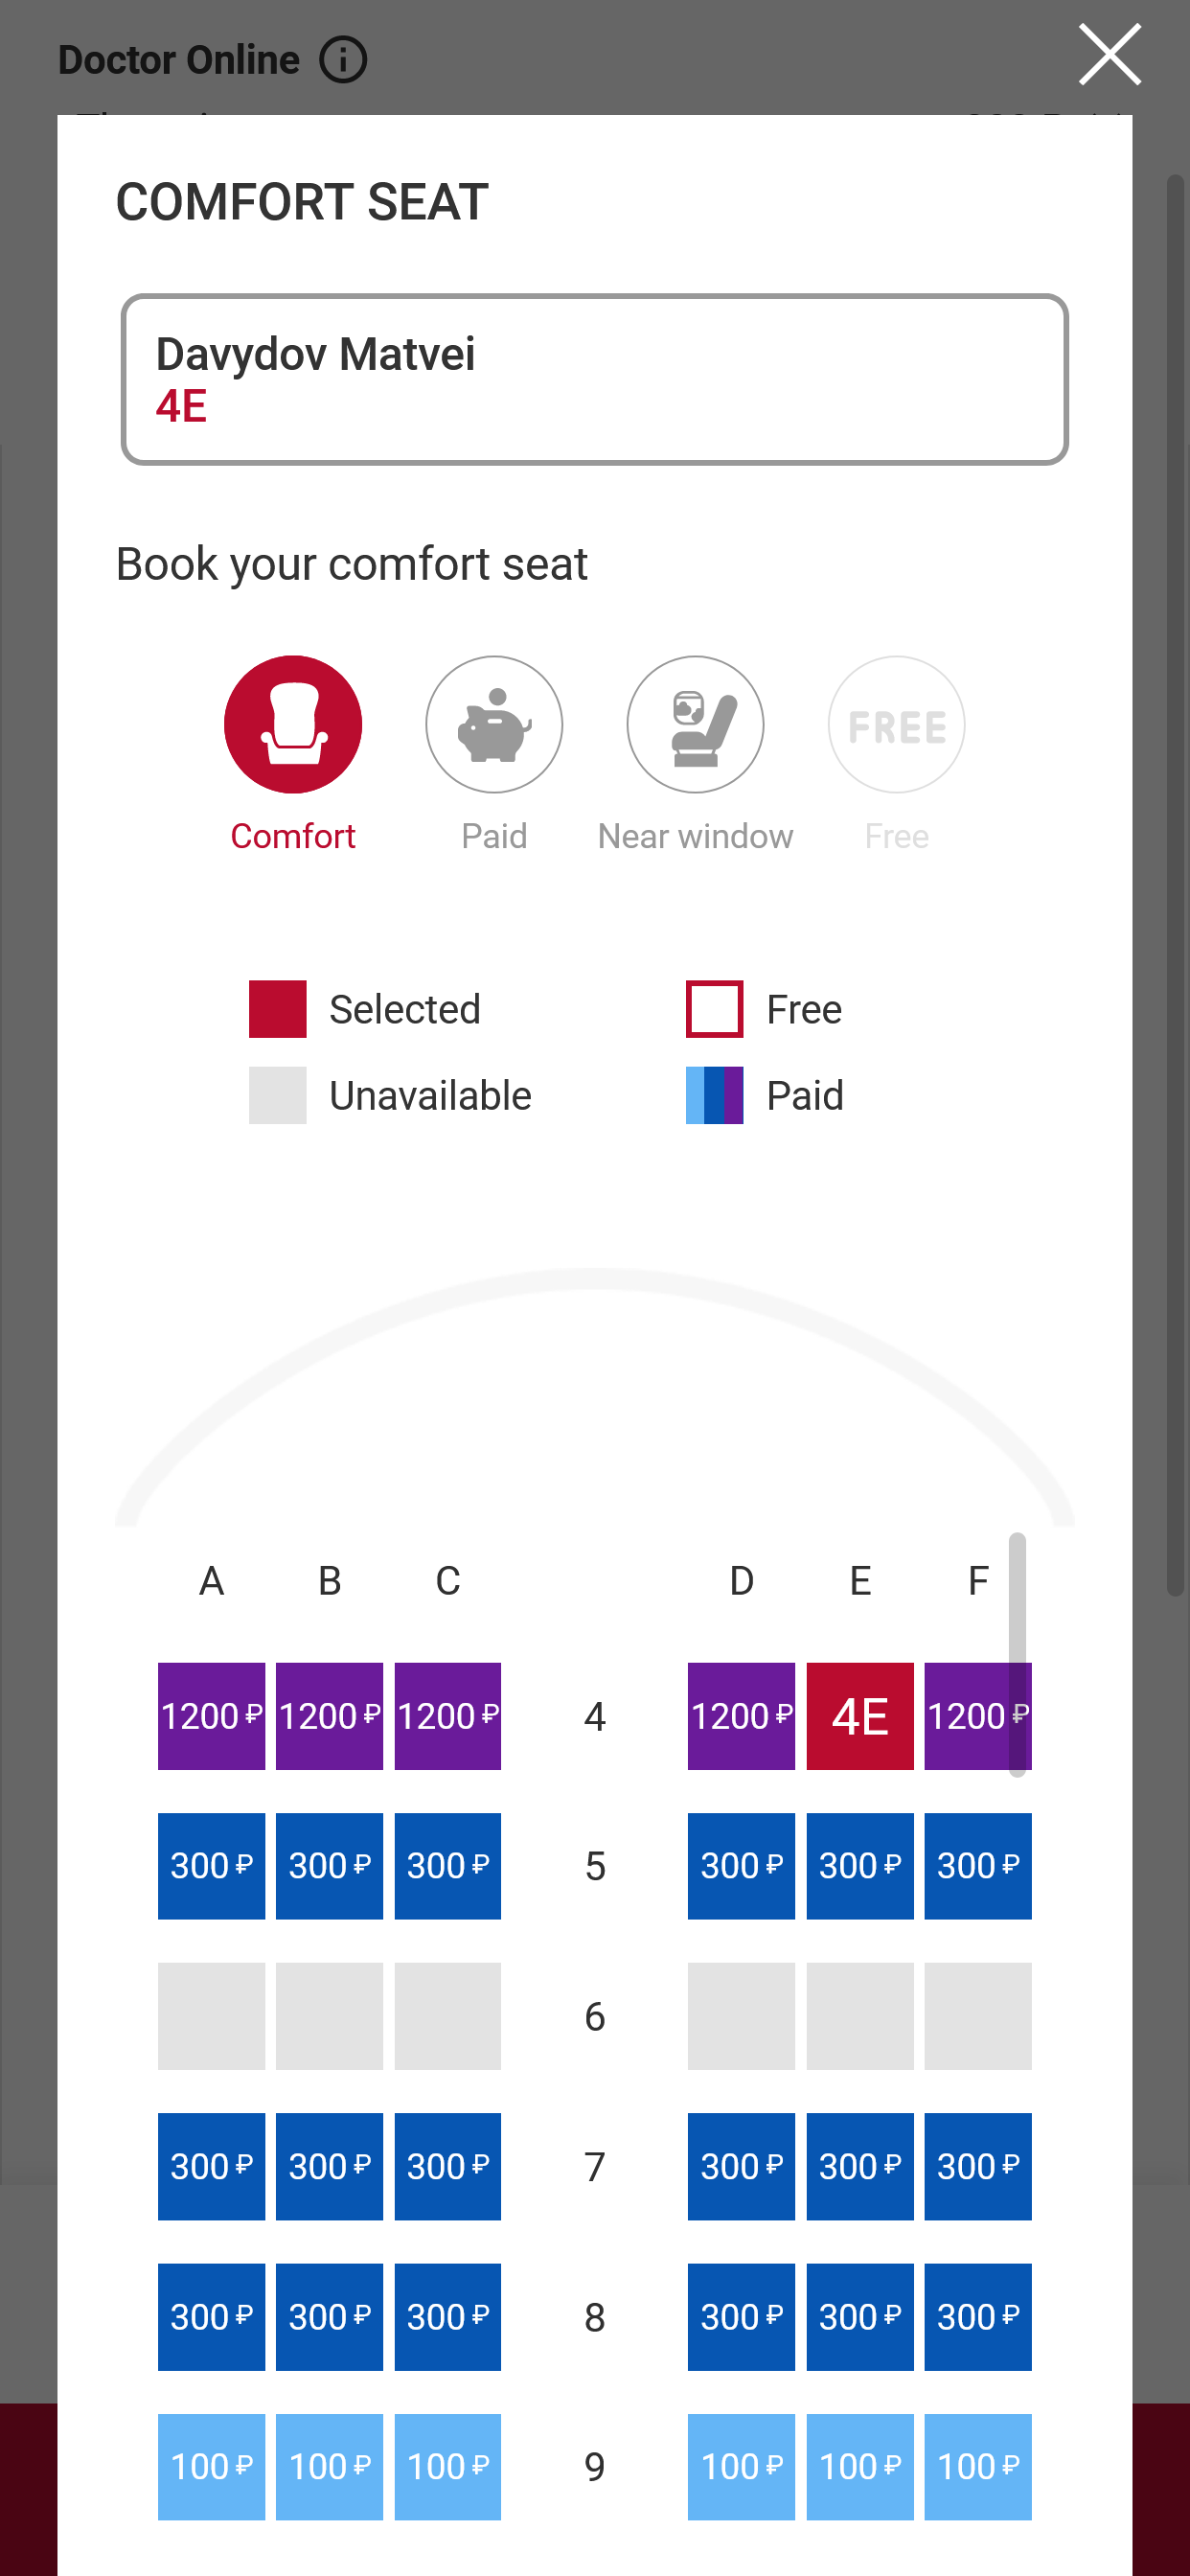 Doctor Online
COMFORT SEAT
Davydov Matvei
4E
Book your comfort seat
FREE
Comfort Paid Near window Free
Selected Free
Unavailable Paid
A B C D E F
1200 ₽ 1200 ₽ 1200 ₽ 4 1200 ₽ 4E 1200 ₽
300 ₽ 300 ₽ 300 ₽ 5 300 ₽ 300 ₽ 300 ₽
6
300 ₽ 300 ₽ 300 ₽ 7 300 ₽ 300 ₽ 300 ₽
300 ₽ 300 ₽ 300 ₽ 8 300 ₽ 300 ₽ 300 ₽
100 ₽ 100 ₽ 100 ₽ 9 100 ₽ 100 ₽ 100 ₽